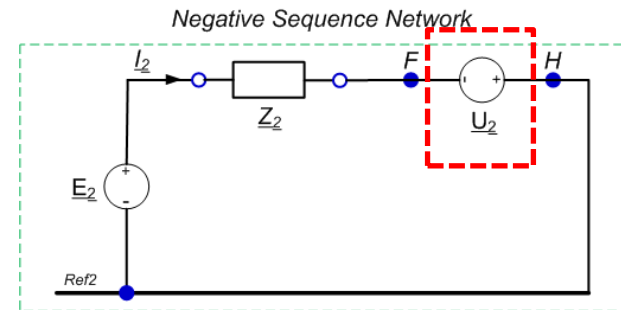 Negative Sequence Network
I2
F
H
Z2
- +
U2
+
E2
-
Ref2